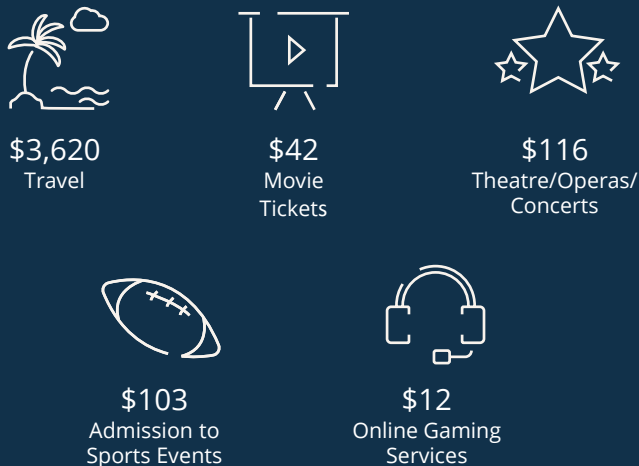 $3,620
Travel
$42
Movie
Tickets
$116
Theatre/Operas/
Concerts
$103
Admission to
Sports Events
$12
Online Gaming
Services